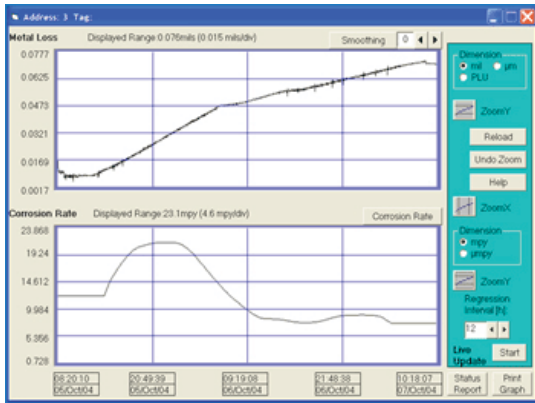 Address: 3 Tag:
Metal Loss Displayed Range:0.076mils (0.015 mils/div) Smoothing 0
0.0777
0.0625
0.0473
0.0321
0.0169
0.0017
Dimension
mil µm
PLU
ZoomY
Reload
Undo Zoom
Help
ZoomX
Corrosion Rate Displayed Range:23.1mpy (4.6 mpy/div) Corrosion Rate
23.868
19.24
14.612
9.984
5.356
0.728
Dimension
mpy
µmpy
ZoomY
Regression
Interval [h]:
12
Live
Update Start
08:20:10 20:49:39 09:19:08 21:48:38 10:18:07
05/Oct/04 05/Oct/04 06/Oct/04 06/Oct/04 07/Oct/04
Status
Report
Print
Graph